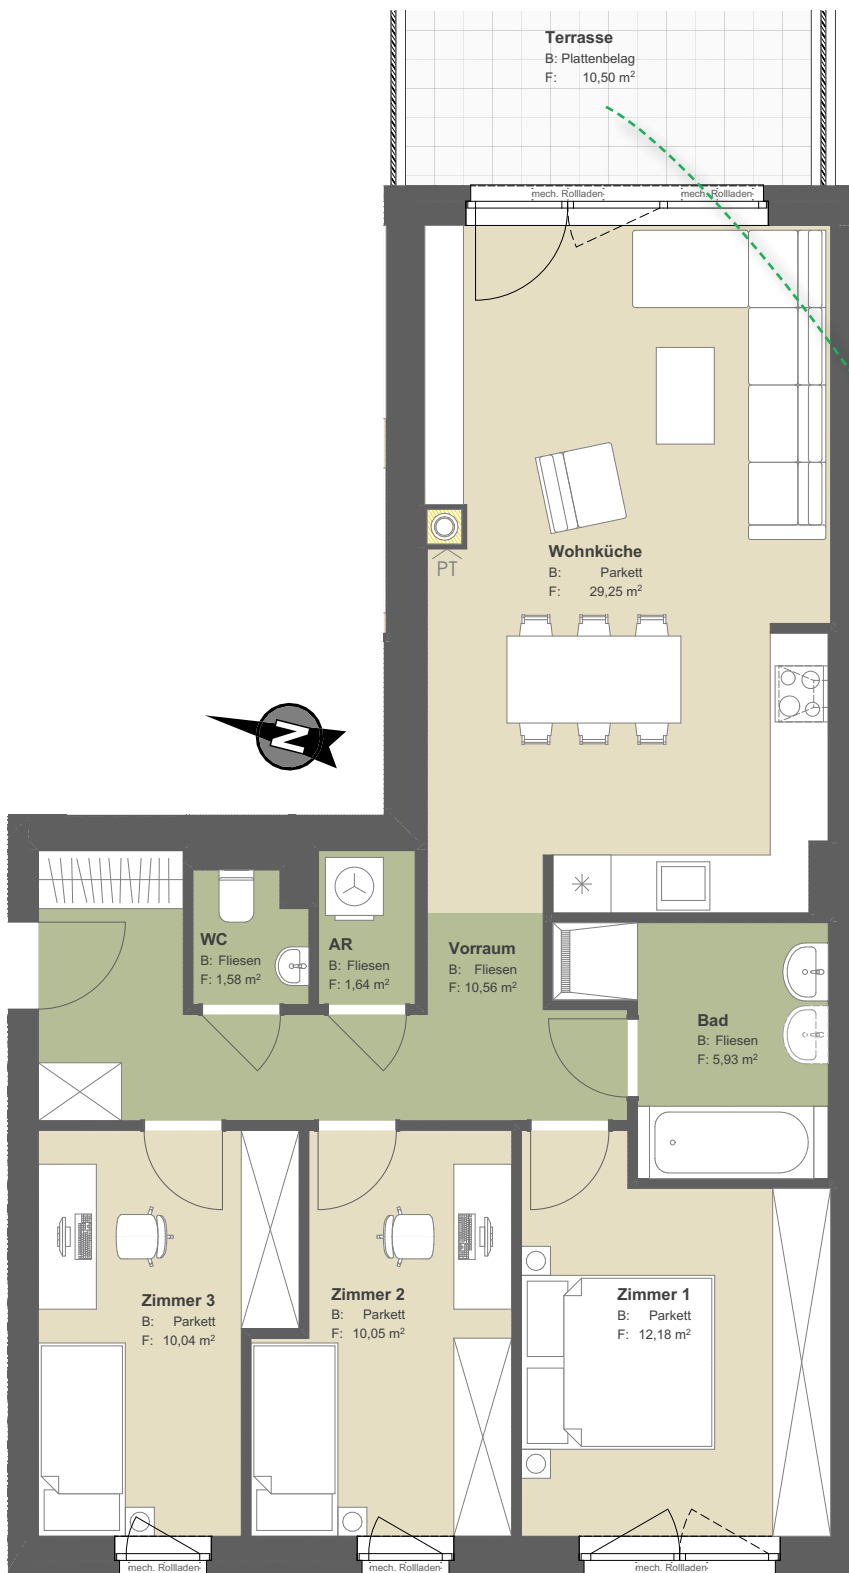 Terrasse
B: Plattenbelag
F: 10,50 m²
mech. Rollladen
mech. Rollladen
Wohnküche
B: Parkett
F: 29,25 m²
PT
N
WC
B: Fliesen
F: 1,58 m²
AR
B: Fliesen
F: 1,64 m²
Vorraum
B: Fliesen
F: 10,56 m²
Bad
B: Fliesen
F: 5,93 m²
Zimmer 3
B: Parkett
F: 10,04 m²
Zimmer 2
B: Parkett
F: 10,05 m²
Zimmer 1
B: Parkett
F: 12,18 m²
mech. Rollladen
mech. Rollladen
mech. Rollladen